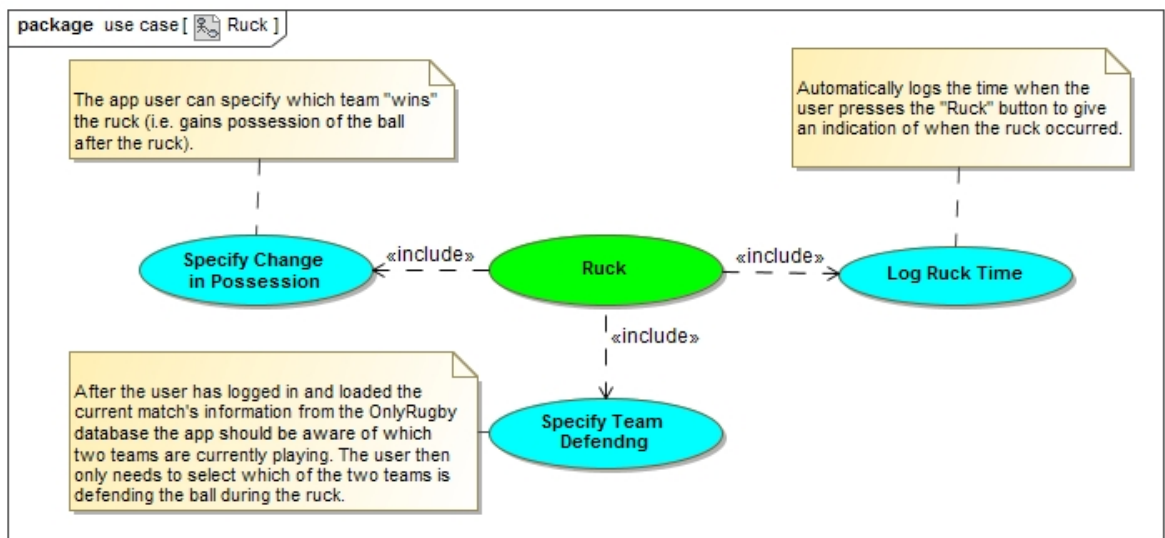 package use case [ Ruck ]
The app user can specify which team "wins"
the ruck (i.e. gains possession of the ball
after the ruck).
Automatically logs the time when the
user presses the "Ruck" button to give
an indication of when the ruck occurred.
Specify Change
in Possession
«include»
Ruck
«include»
Log Ruck Time
«include»
After the user has logged in and loaded the
current match's information from the OnlyRugby
database the app should be aware of which
two teams are currently playing. The user then
only needs to select which of the two teams is
defending the ball during the ruck.
Specify Team
Defendng